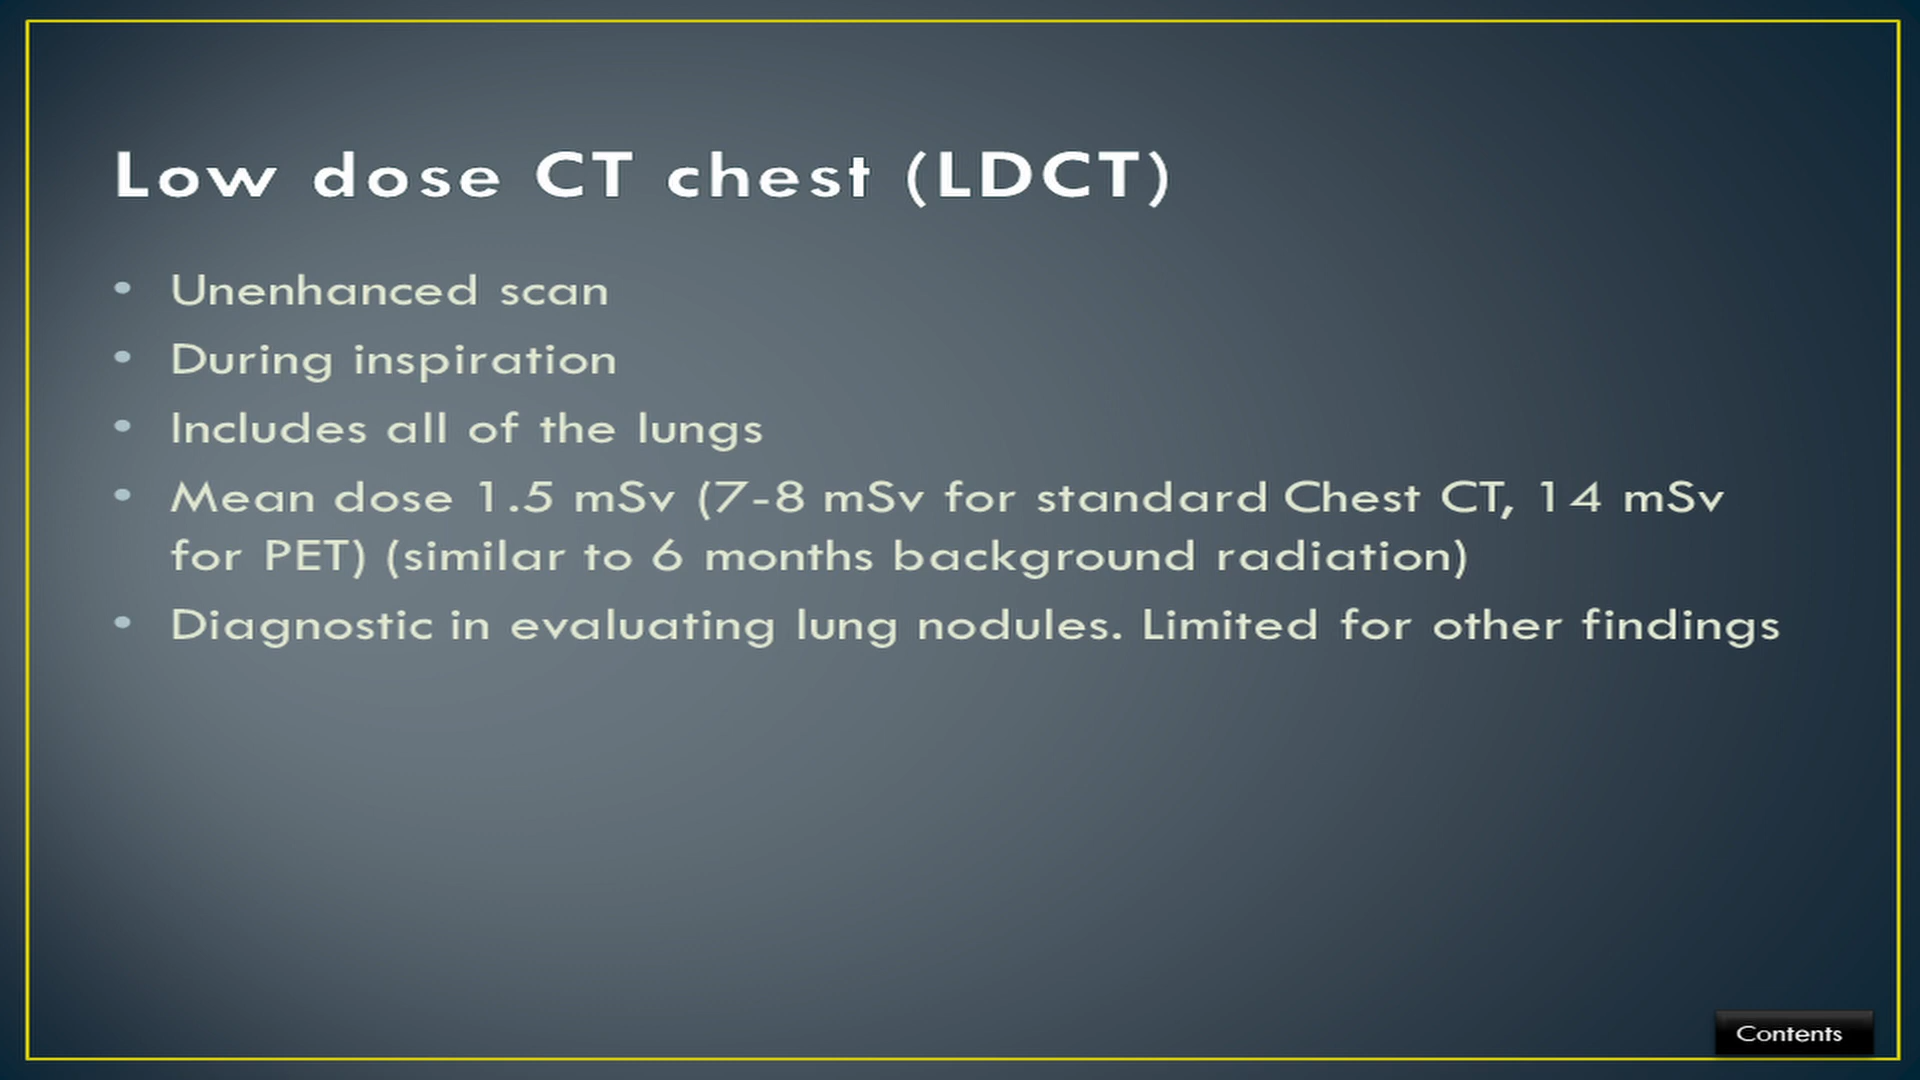 Low dose CT chest (LDCT)
• Unenhanced scan
• During inspiration
• Includes all of the lungs
• Mean dose 1.5 mSv (7-8 mSv for standard Chest CT, 14 mSv
for PET) (similar to 6 months background radiation)
• Diagnostic in evaluating lung nodules. Limited for other findings
Contents